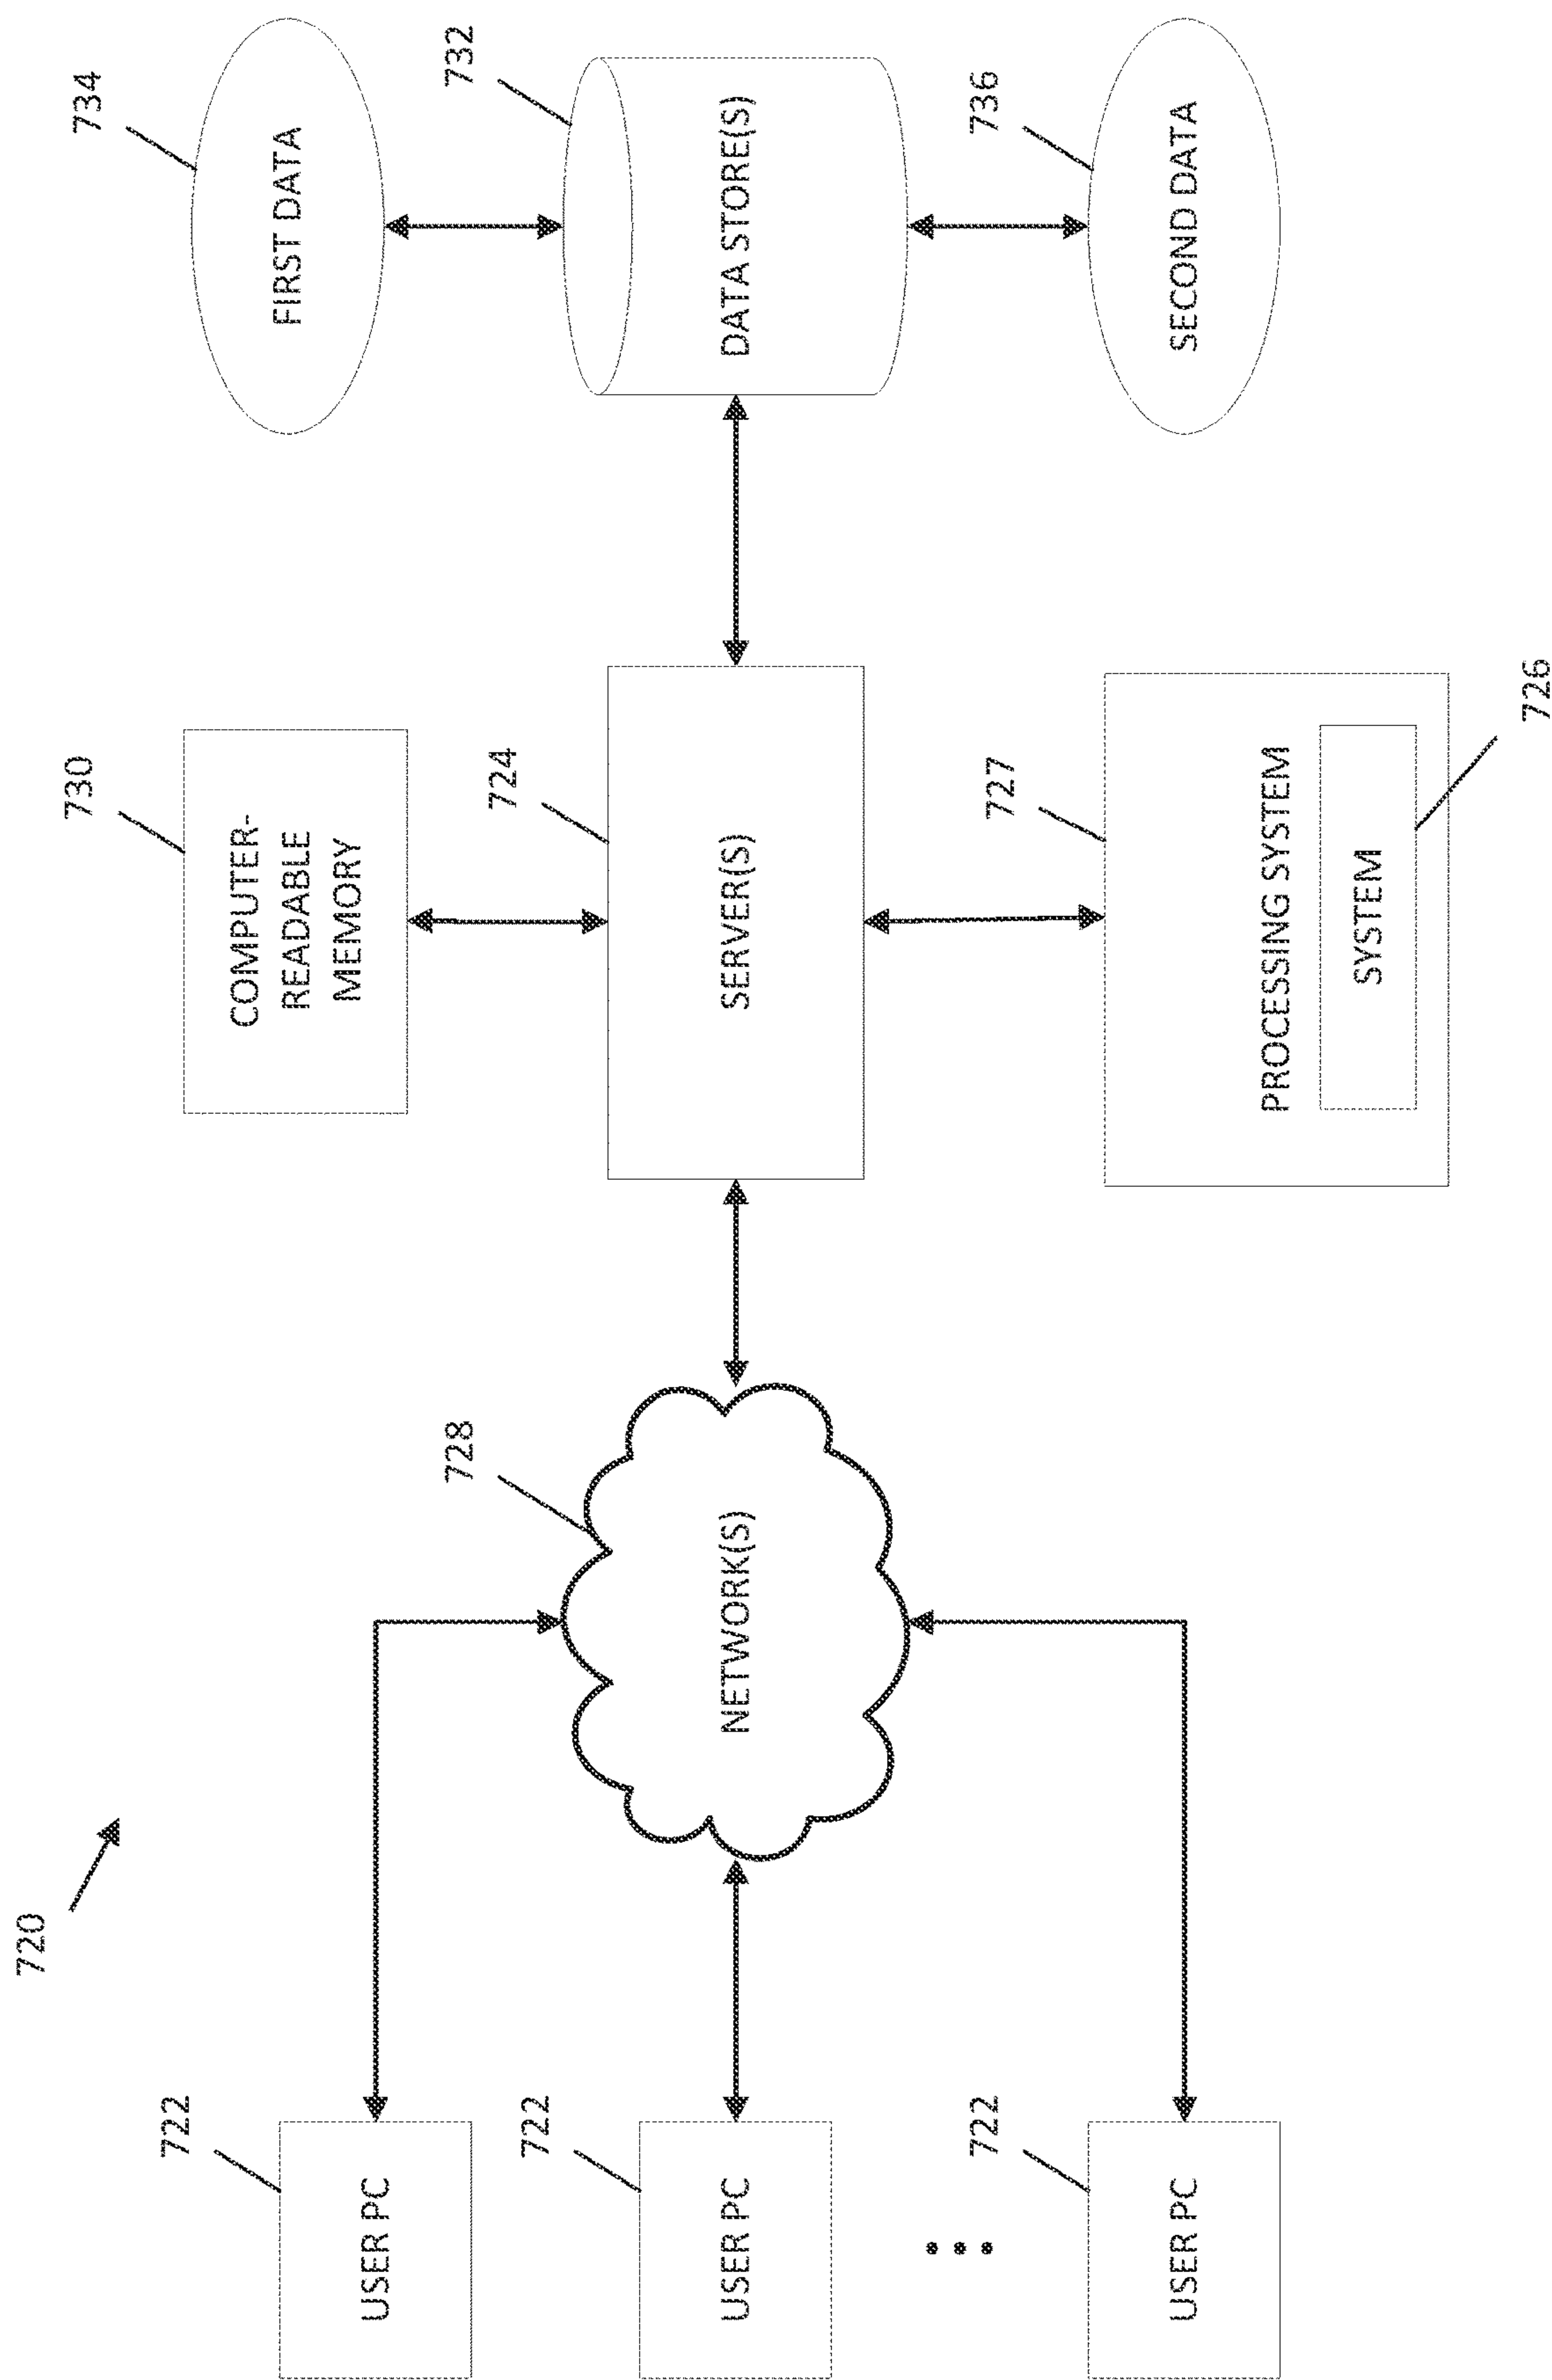 720
722
USER PC
722
USER PC
722
USER PC
728
NETWORK(S)
730
COMPUTER-
READABLE
MEMORY
724
SERVER(S)
727
PROCESSING SYSTEM
SYSTEM
726
734
FIRST DATA
732
DATA STORE(S)
736
SECOND DATA